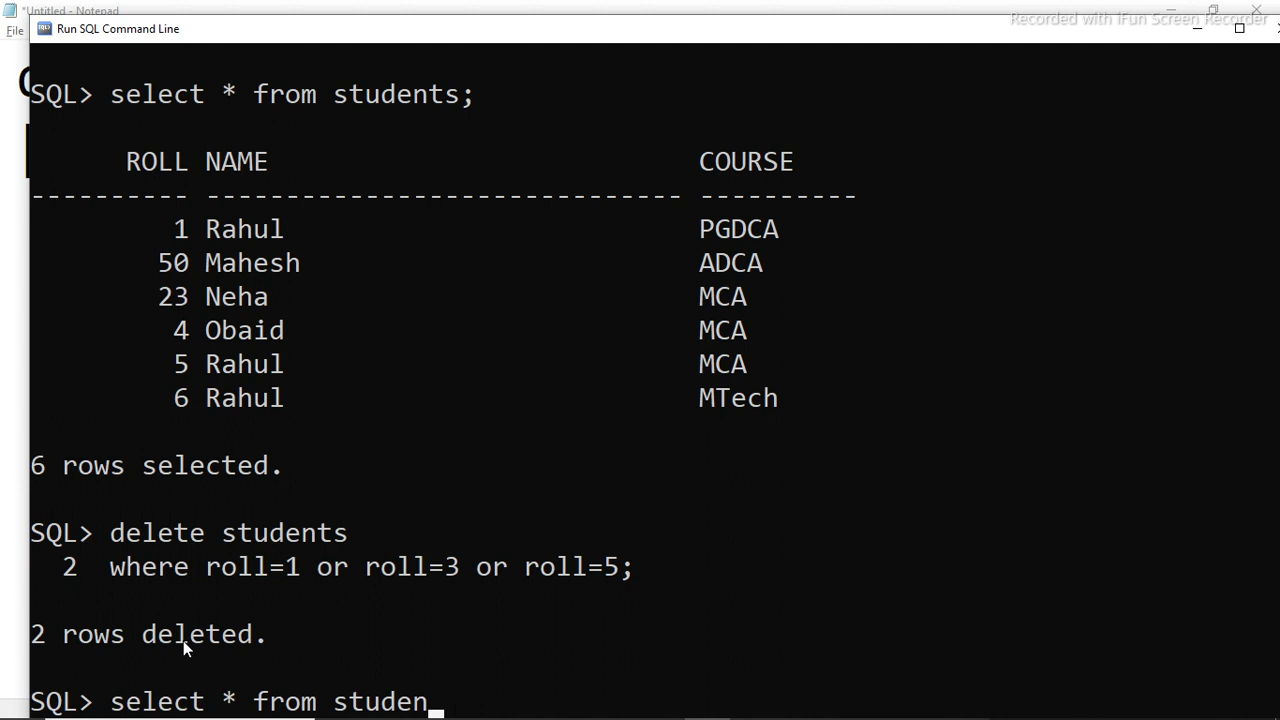 *Untitled - Notepad
File
Recorded with iFun Screen Recorder
Run SQL Command Line
SQL> select * from students;
ROLL NAME COURSE
---------- ------------------------------ ----------
1 Rahul PGDCA
50 Mahesh ADCA
23 Neha MCA
4 Obaid MCA
5 Rahul MCA
6 Rahul MTech
6 rows selected.
SQL> delete students
2 where roll=1 or roll=3 or roll=5;
2 rows deleted.
SQL> select * from studen